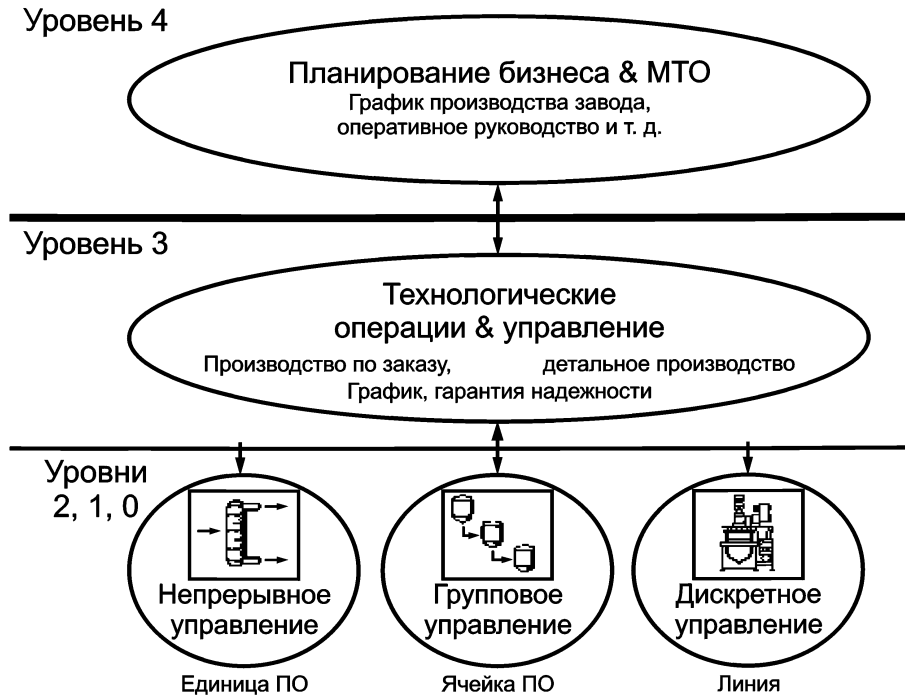 Уровень 4
Планирование бизнеса & МТО
График производства завода,
оперативное руководство и т. д.
Уровень 3
Технологические
операции & управление
Производство по заказу, детальное производство
График, гарантия надежности
Уровни
2, 1, 0
Непрерывное
управление
Групповое
управление
Дискретное
управление
Единица ПО
Ячейка ПО
Линия